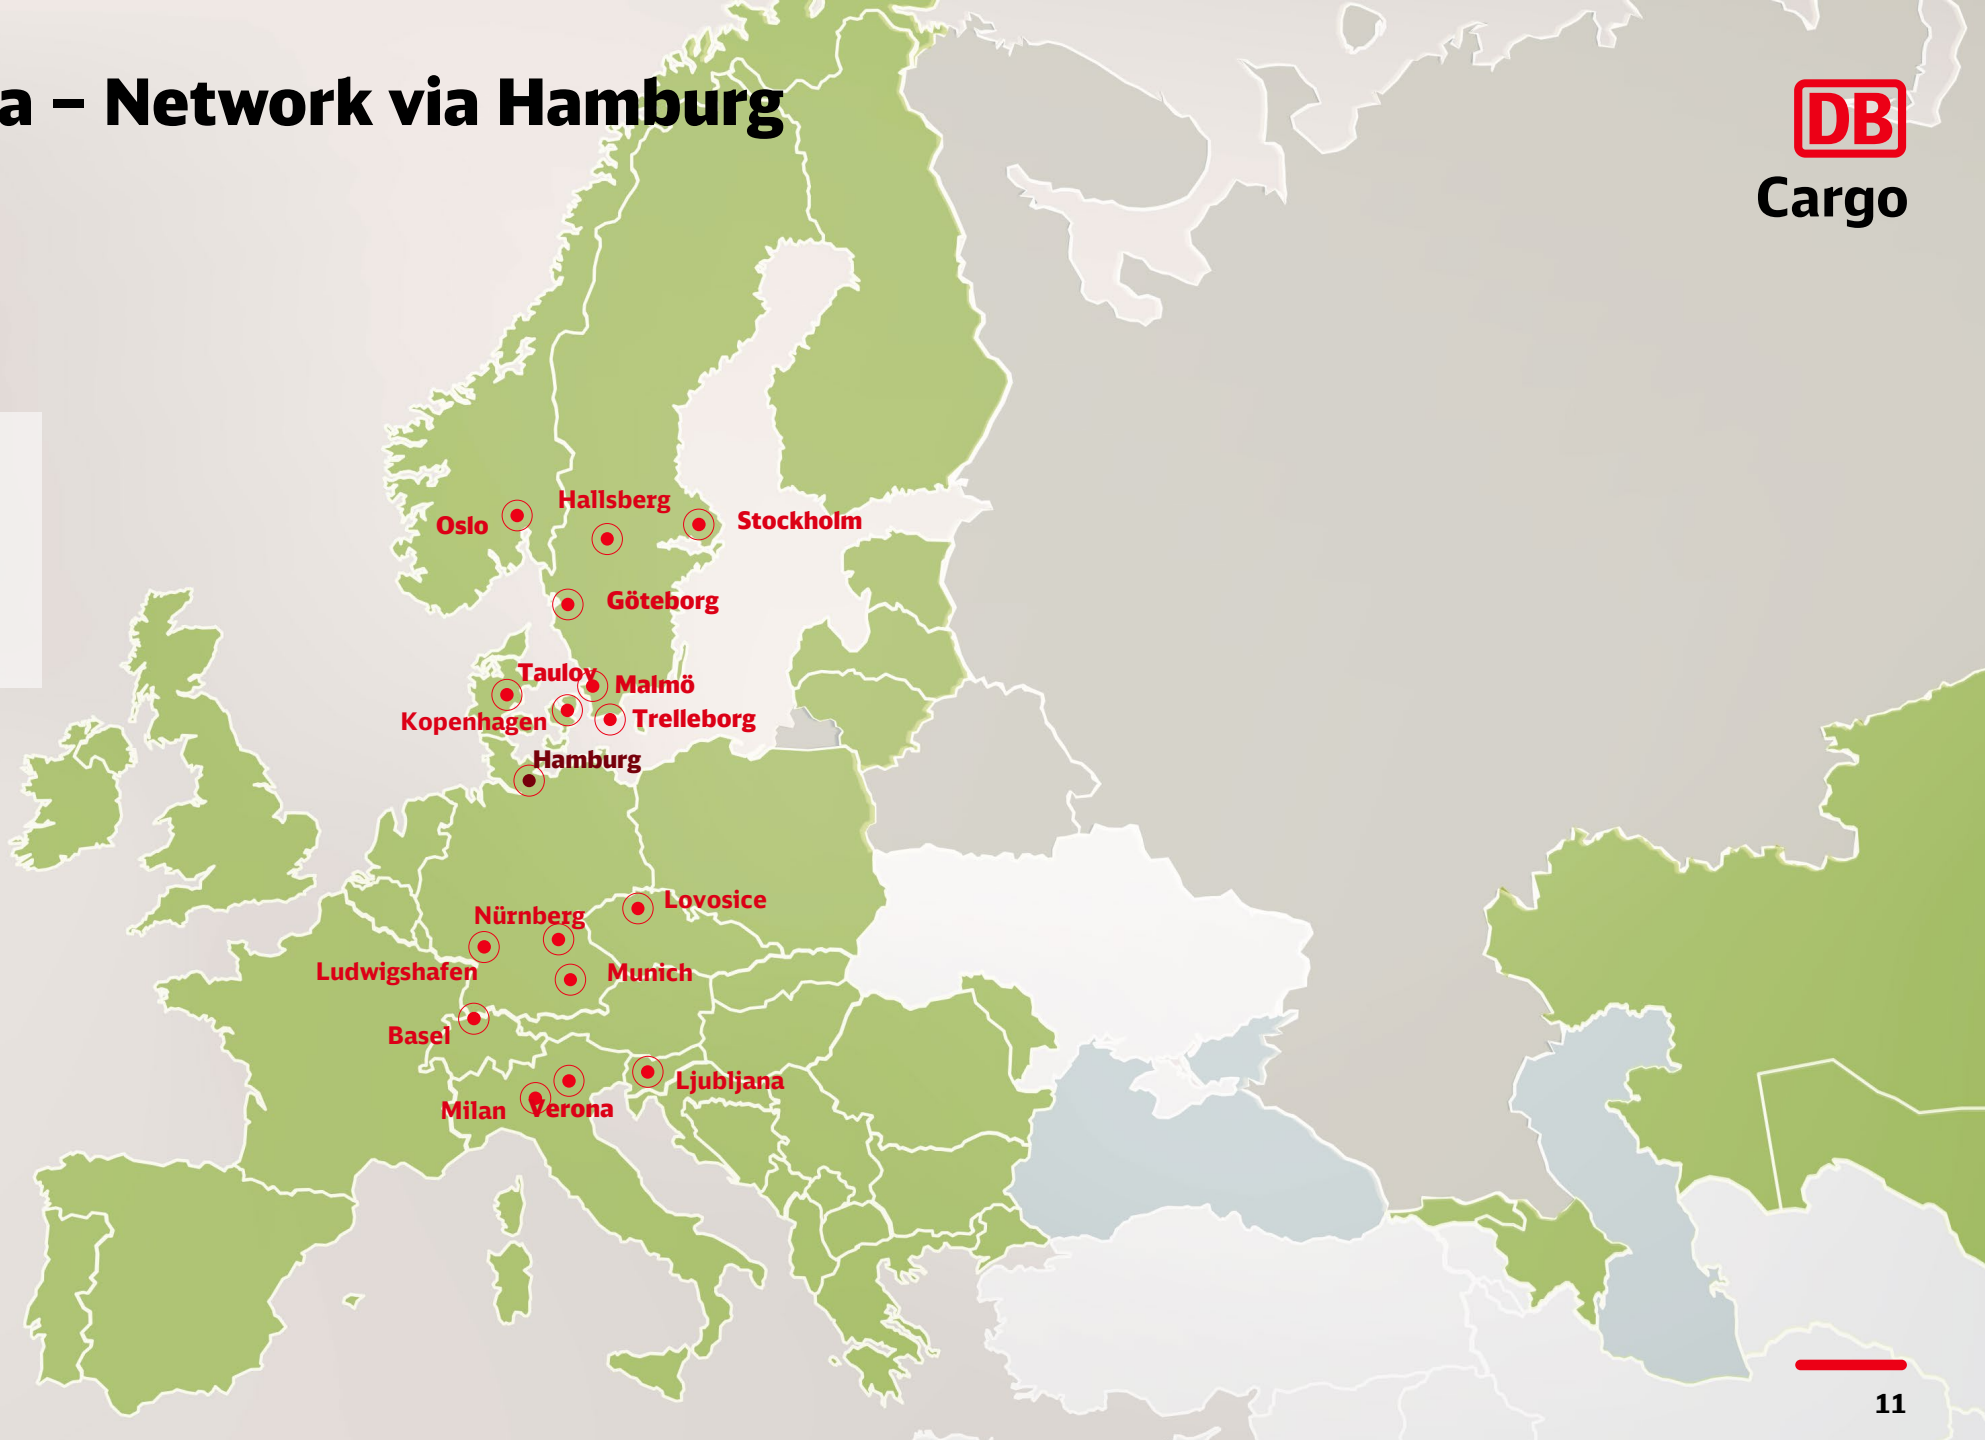 a – Network via Hamburg
DB
Cargo
Hallsberg
Oslo
Stockholm
Göteborg
Taulov
Malmö
Kopenhagen
Trelleborg
Hamburg
Lovosice
Nürnberg
Ludwigshafen
Munich
Basel
Ljubljana
Milan
Verona
11